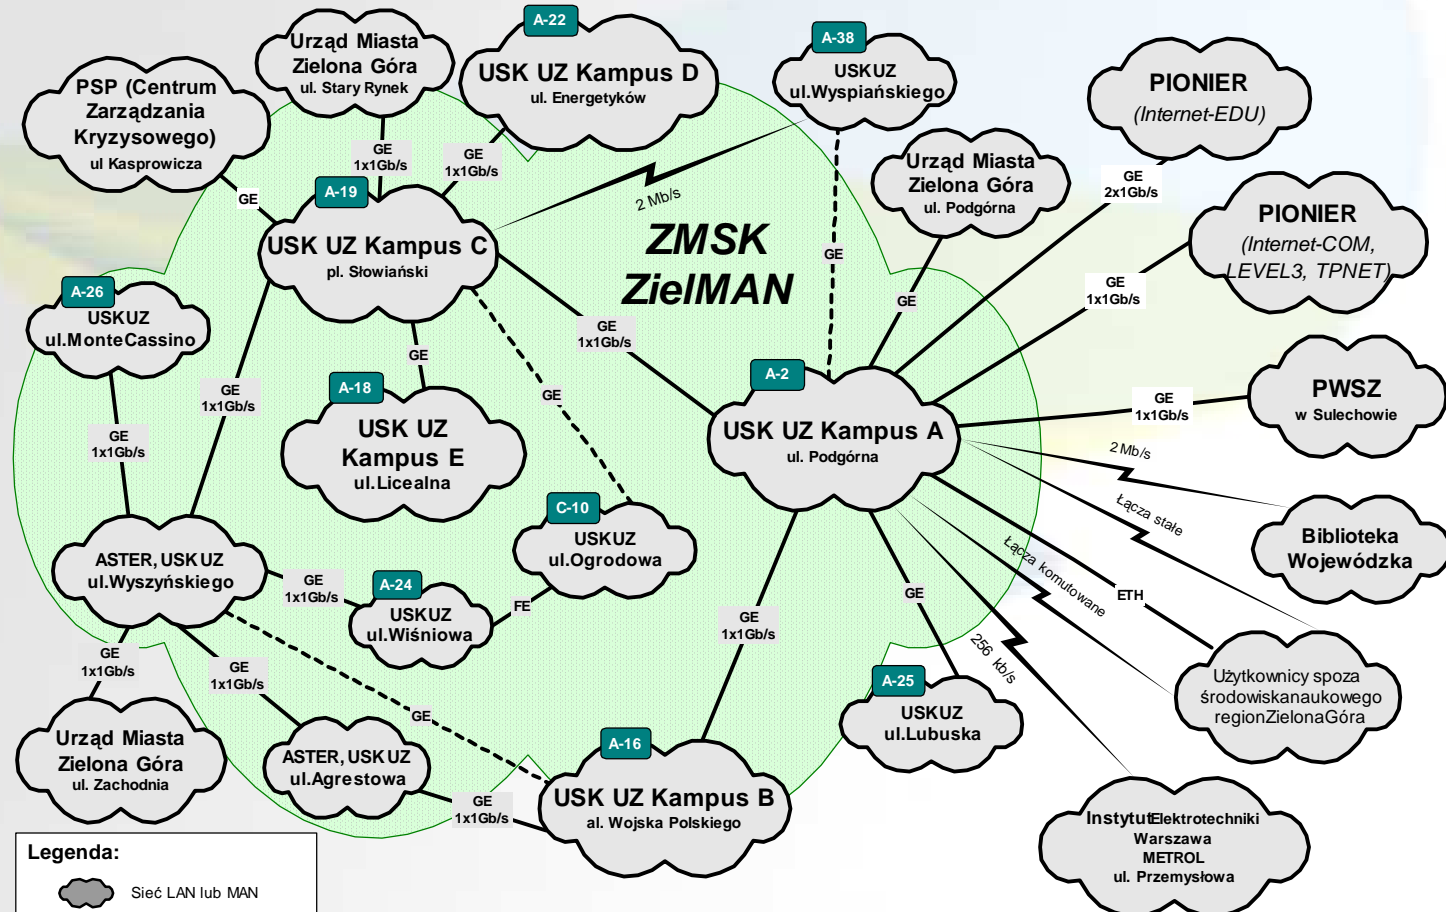 A-22
Urząd Miasta
Zielona Góra
ul. Stary Rynek
USK UZ Kampus D
ul. Energetyków
A-38
USKUZ
ul.Wyspiańskiego
PSP (Centrum
Zarządzania
Kryzysowego)
ul Kasprowicza
PIONIER
(Internet-EDU)
GE
1x1Gb/s
GE
1x1Gb/s
Urząd Miasta
Zielona Góra
ul. Podgórna
GE
2x1Gb/s
A-19
GE
2 Mb/s
USK UZ Kampus C
pl. Słowiański
ZMSK
ZielMAN
GE
PIONIER
(Internet-COM,
LEVEL3, TPNET)
A-26
USKUZ
ul.MonteCassino
GE
GE
1x1Gb/s
GE
1x1Gb/s
GE
A-18
A-2
GE
1x1Gb/s
GE
PWSZ
w Sulechowie
GE
1x1Gb/s
USK UZ
Kampus E
ul.Licealna
USK UZ Kampus A
ul. Podgórna
GE
1x1Gb/s
2 Mb/s
C-10
USKUZ
ul.Ogrodowa
Łącza stałe
Biblioteka
Wojewódzka
ASTER, USKUZ
ul.Wyszyńskiego
GE
1x1Gb/s
A-24
USKUZ
ul.Wiśniowa
FE
GE
1x1Gb/s
GE
Łącza komutowane
ETH
GE
1x1Gb/s
GE
1x1Gb/s
256 kb/s
A-25
USKUZ
ul.Lubuska
Użytkownicy spoza
środowiskanaukowego
regionZielonaGóra
GE
Urząd Miasta
Zielona Góra
ul. Zachodnia
ASTER, USKUZ
ul.Agrestowa
A-16
USK UZ Kampus B
al. Wojska Polskiego
GE
1x1Gb/s
InstytutElektrotechniki
Warszawa
METROL
ul. Przemysłowa
Legenda:
Sieć LAN lub MAN